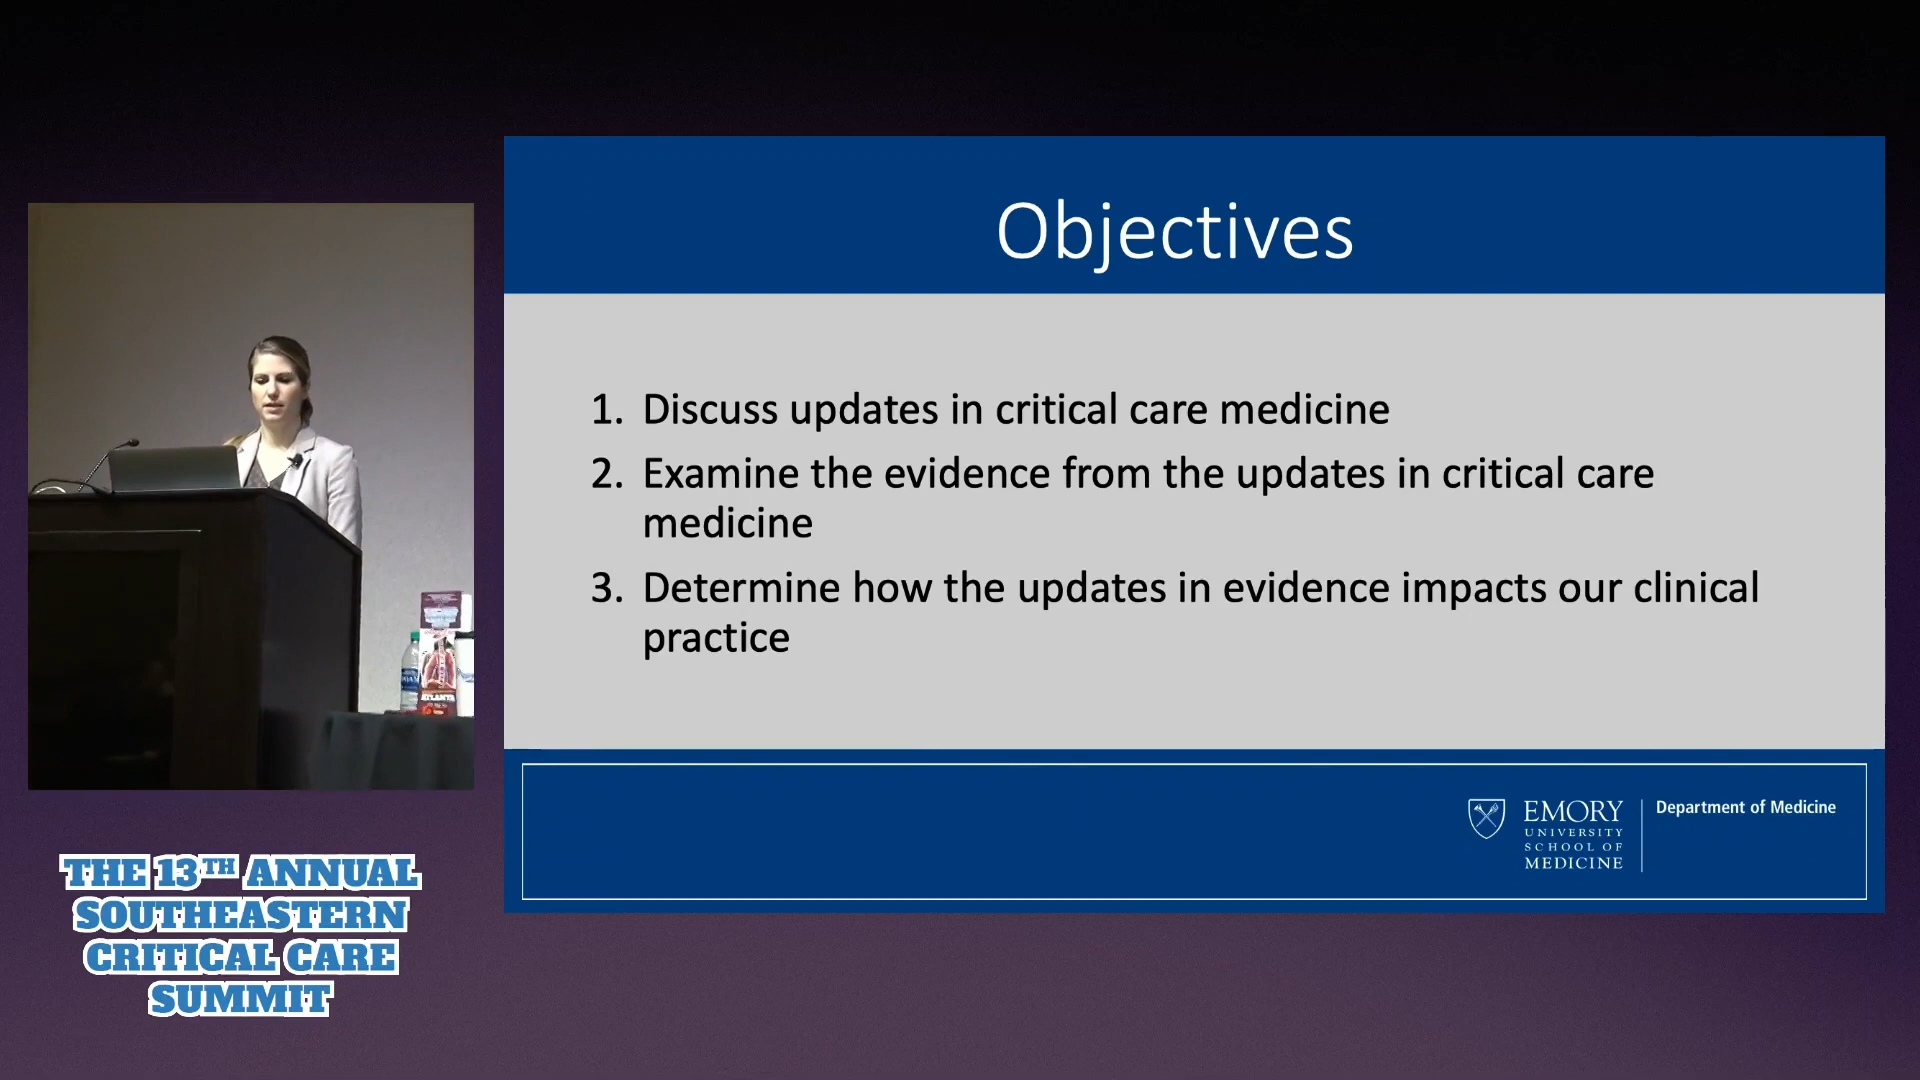 Objectives
1. Discuss updates in critical care medicine
2. Examine the evidence from the updates in critical care
medicine
3. Determine how the updates in evidence impacts our clinical
practice
EMORY
UNIVERSITY
SCHOOL OF
MEDICINE
Department of Medicine
ATLANTA
THE 13TH ANNUAL
SOUTHEASTERN
CRITICAL CARE
SUMMIT